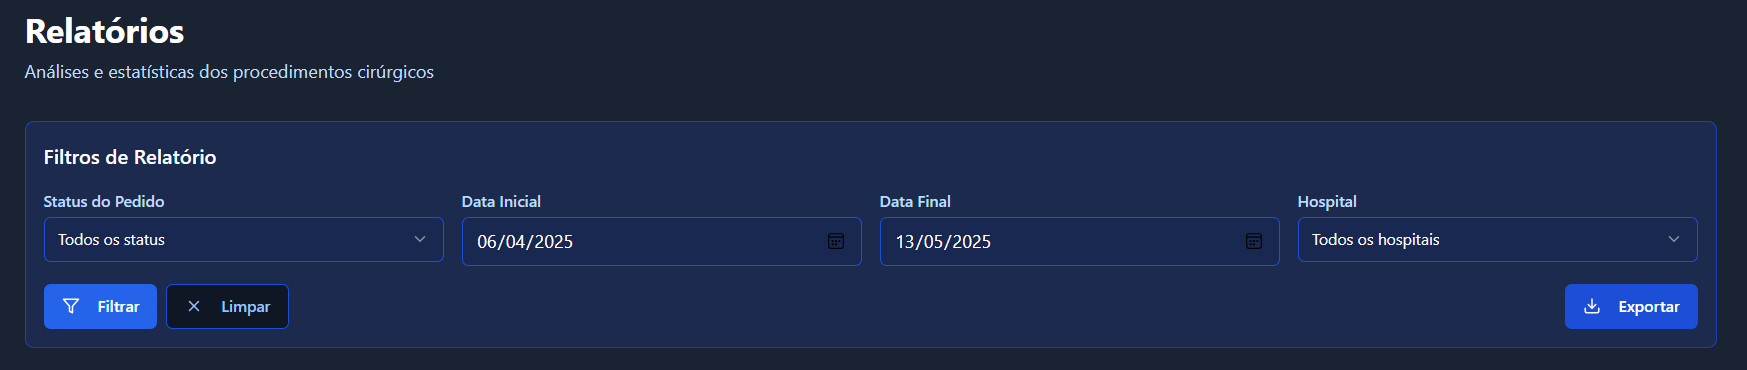 Relatórios
Análises e estatísticas dos procedimentos cirúrgicos
Filtros de Relatório
Status do Pedido
Todos os status
Data Inicial
06/04/2025
Data Final
13/05/2025
Hospital
Todos os hospitais
Filtrar
Limpar
Exportar